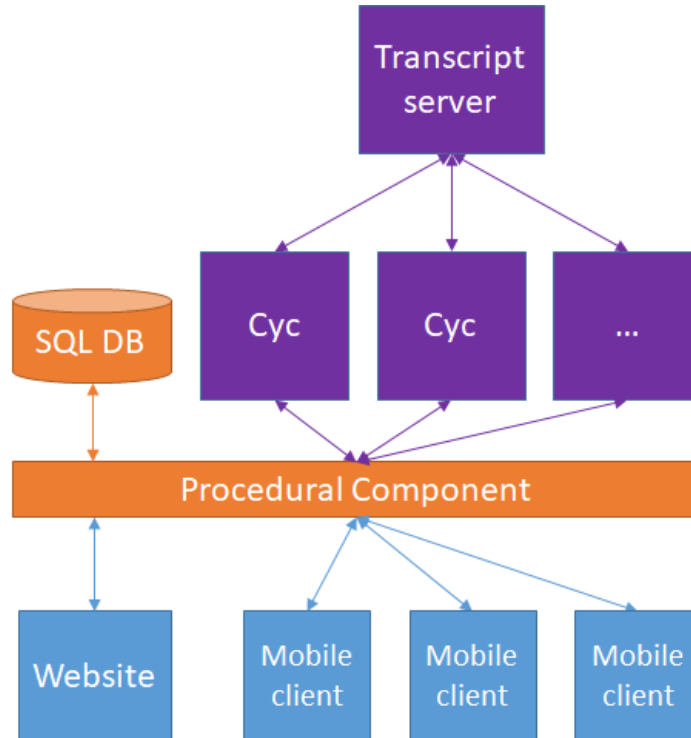 Transcript
server
Cyc
Cyc
...
SQL DB
Procedural Component
Website
Mobile
client
Mobile
client
Mobile
client